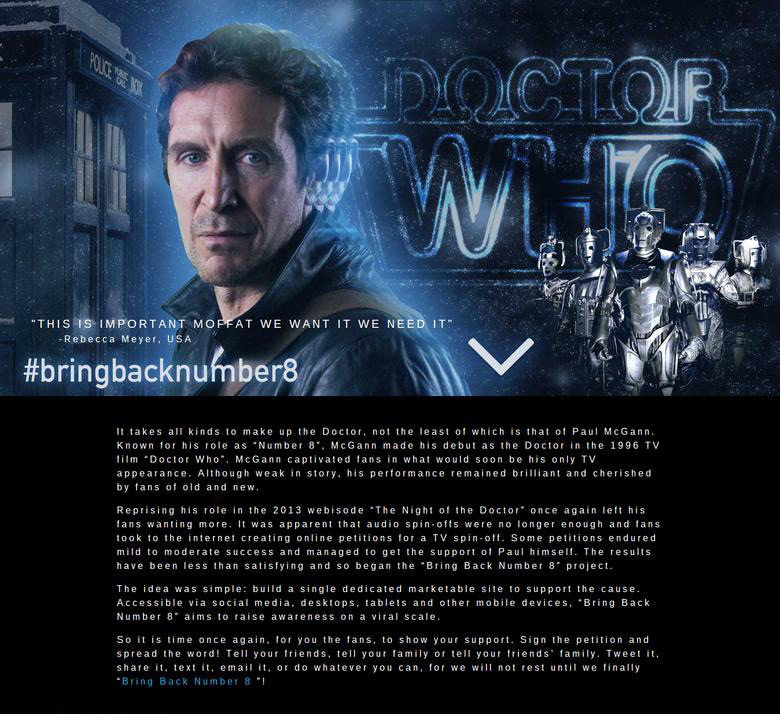 POLICE PUBLIC CALL BOX
DOCTOR
WHO
"THIS IS IMPORTANT MOFFAT WE WANT IT WE NEED IT"
-Rebecca Meyer, USA
#bringbacknumber8
It takes all kinds to make up the Doctor, not the least of which is that of Paul McGann.
Known for his role as “Number 8”, McGann made his debut as the Doctor in the 1996 TV
film “Doctor Who”. McGann captivated fans in what would soon be his only TV
appearance. Although weak in story, his performance remained brilliant and cherished
by fans of old and new.
Reprising his role in the 2013 webisode “The Night of the Doctor” once again left his
fans wanting more. It was apparent that audio spin-offs were no longer enough and fans
took to the internet creating online petitions for a TV spin-off. Some petitions endured
mild to moderate success and managed to get the support of Paul himself. The results
have been less than satisfying and so began the “Bring Back Number 8” project.
The idea was simple: build a single dedicated marketable site to support the cause.
Accessible via social media, desktops, tablets and other mobile devices, “Bring Back
Number 8” aims to raise awareness on a viral scale.
So it is time once again, for you the fans, to show your support. Sign the petition and
spread the word! Tell your friends, tell your family or tell your friends’ family. Tweet it,
share it, text it, email it, or do whatever you can, for we will not rest until we finally
“Bring Back Number 8 ”!